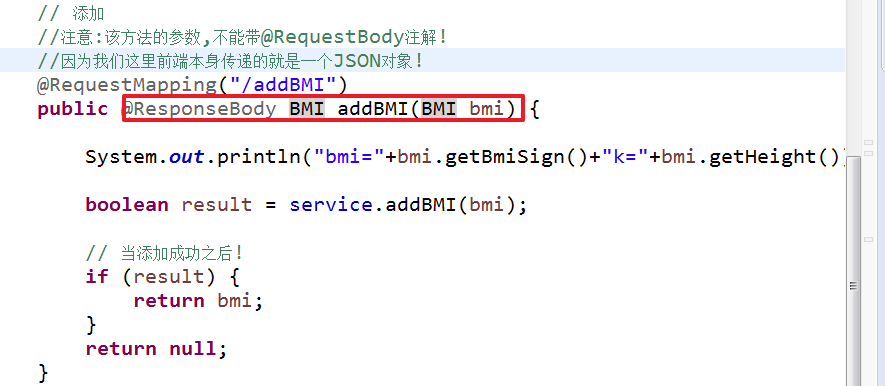 // 添加
//注意:该方法的参数,不能带@RequestBody注解!
//因为我们这里前端本身传递的就是一个JSON对象!
@RequestMapping("/addBMI")
public @ResponseBody BMI addBMI(BMI bmi) {
System.out.println("bmi="+bmi.getBmiSign()+"k="+bmi.getHeight());
boolean result = service.addBMI(bmi);
// 当添加成功之后!
if (result) {
return bmi;
}
return null;
}